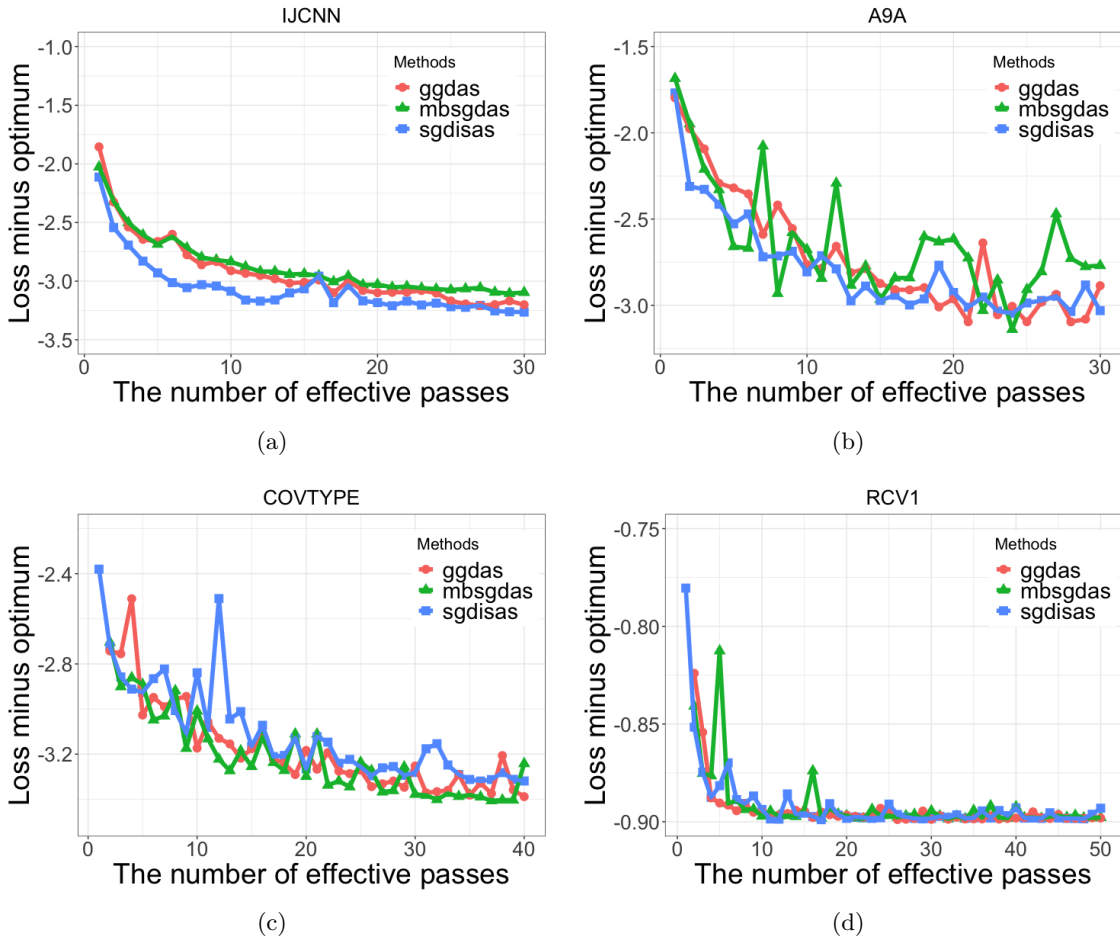 IJCNN
Loss minus optimum
-1.0
-1.5
-2.0
-2.5
-3.0
-3.5
Methods
ggdas
mbsgdas
sgdisas
0
10
20
30
The number of effective passes
(a)
A9A
Loss minus optimum
-1.5
-2.0
-2.5
-3.0
Methods
ggdas
mbsgdas
sgdisas
0
10
20
30
The number of effective passes
(b)
COVTYPE
Loss minus optimum
-2.4
-2.8
-3.2
Methods
ggdas
mbsgdas
sgdisas
0
10
20
30
40
The number of effective passes
(c)
RCV1
Loss minus optimum
-0.75
-0.80
-0.85
-0.90
Methods
ggdas
mbsgdas
sgdisas
0
10
20
30
40
50
The number of effective passes
(d)